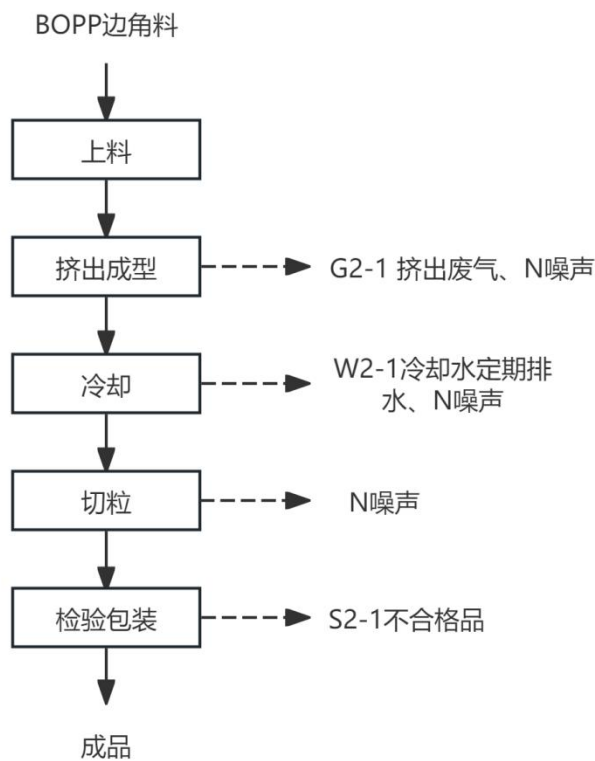 BOPP边角料
上料
挤出成型
G2-1 挤出废气、N噪声
冷却
W2-1冷却水定期排
水、N噪声
切粒
N噪声
检验包装
S2-1不合格品
成品